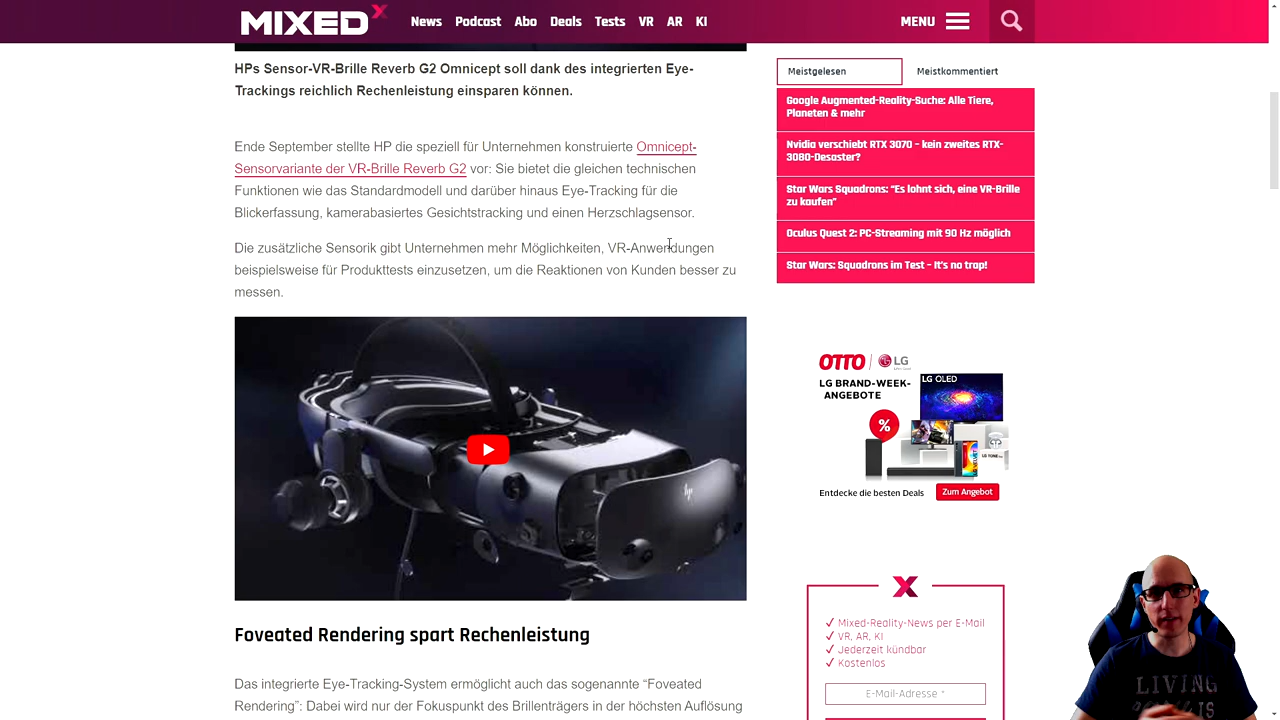 MIXED
News Podcast Abo Deals Tests VR AR KI
MENU
HPs Sensor-VR-Brille Reverb G2 Omnicept soll dank des integrierten Eye-
Trackings reichlich Rechenleistung einsparen können.
Ende September stellte HP die speziell für Unternehmen konstruierte Omnicept-
Sensorvariante der VR-Brille Reverb G2 vor: Sie bietet die gleichen technischen
Funktionen wie das Standardmodell und darüber hinaus Eye-Tracking für die
Blickerfassung, kamerabasiertes Gesichtstracking und einen Herzschlagsensor.
Die zusätzliche Sensorik gibt Unternehmen mehr Möglichkeiten, VR-Anwendungen
beispielsweise für Produkttests einzusetzen, um die Reaktionen von Kunden besser zu
messen.
hp
Foveated Rendering spart Rechenleistung
Das integrierte Eye-Tracking-System ermöglicht auch das sogenannte “Foveated
Rendering”: Dabei wird nur der Fokuspunkt des Brillenträgers in der höchsten Auflösung
Meistgelesen
Meistkommentiert
Google Augmented-Reality-Suche: Alle Tiere,
Planeten & mehr
Nvidia verschiebt RTX 3070 – kein zweites RTX-
3080-Desaster?
Star Wars Squadrons: “Es lohnt sich, eine VR-Brille
zu kaufen”
Oculus Quest 2: PC-Streaming mit 90 Hz möglich
Star Wars: Squadrons im Test – It's no trap!
OTTO LG
LG BRAND-WEEK-
ANGEBOTE
LG OLED
%
Entdecke die besten Deals
Zum Angebot
Mixed-Reality-News per E-Mail
VR, AR, KI
Jederzeit kündbar
Kostenlos
E-Mail-Adresse *
LIVING
IS